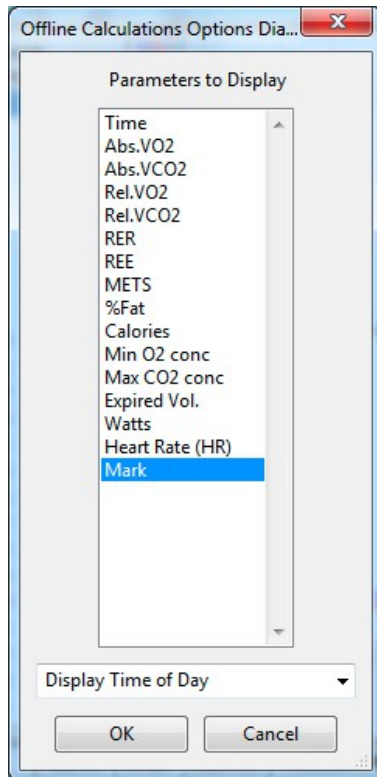 Offline Calculations Options Dia...
Parameters to Display
Time
Abs.VO2
Abs.VCO2
Rel.VO2
Rel.VCO2
RER
REE
METS
%Fat
Calories
Min O2 conc
Max CO2 conc
Expired Vol.
Watts
Heart Rate (HR)
Mark
Display Time of Day
OK Cancel